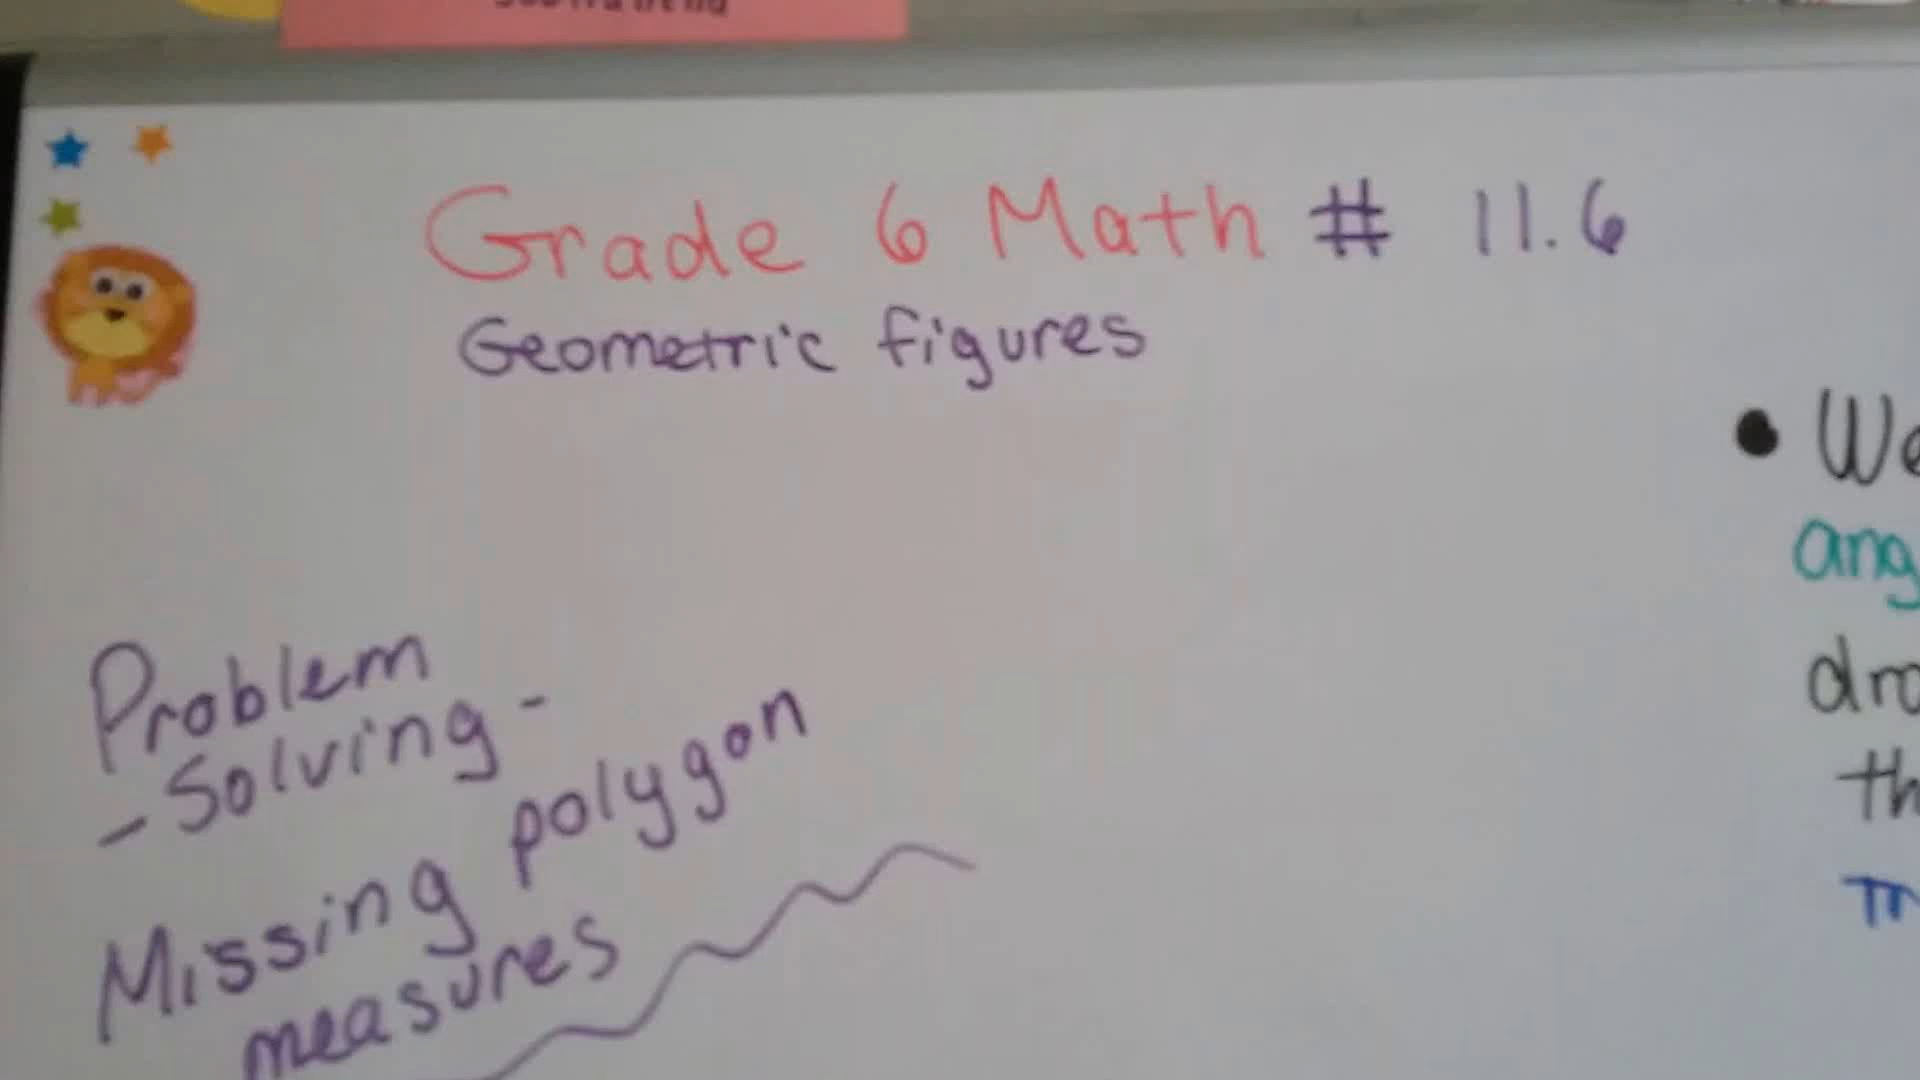 Grade 6 Math # 11.6
Geometric figures
Problem
-Solving-
Missing polygon
measures
• We
ang
dra
th